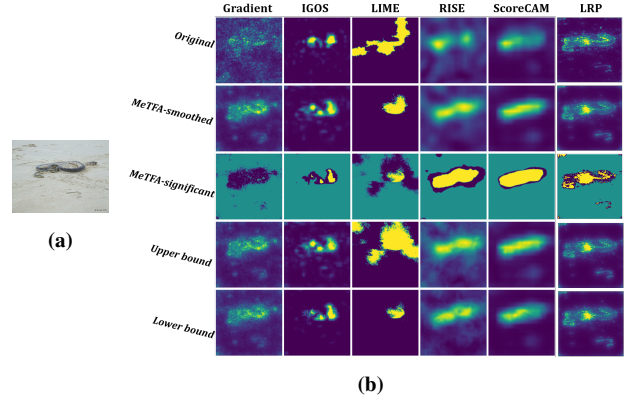 Gradient IGOS LIME RISE ScoreCAM LRP
Original
MeTFA-smoothed
MeTFA-significant
Upper bound
Lower bound
(a)
(b)